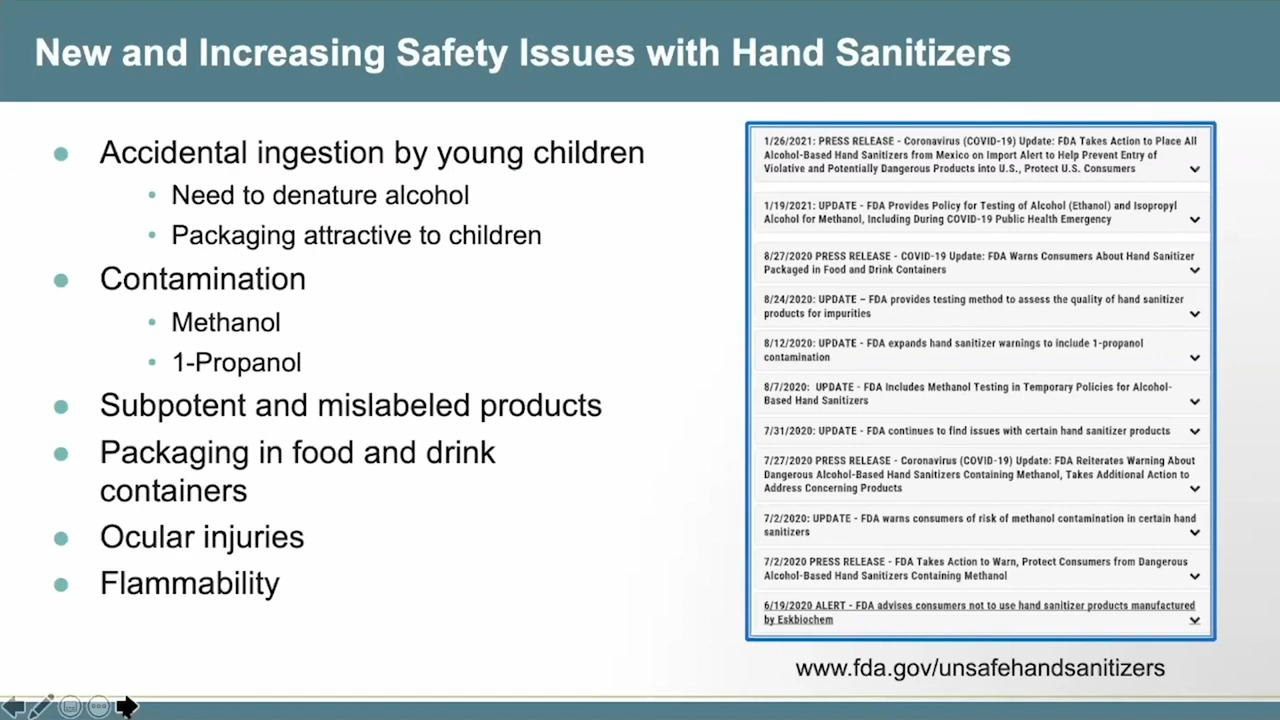 New and Increasing Safety Issues with Hand Sanitizers
Accidental ingestion by young children
Need to denature alcohol
Packaging attractive to children
Contamination
Methanol
1-Propanol
Subpotent and mislabeled products
Packaging in food and drink
containers
Ocular injuries
Flammability
1/26/2021: PRESS RELEASE - Coronavirus (COVID-19) Update: FDA Takes Action to Place All
Alcohol-Based Hand Sanitizers from Mexico on Import Alert to Help Prevent Entry of
Violative and Potentially Dangerous Products into U.S., Protect U.S. Consumers
1/19/2021: UPDATE - FDA Provides Policy for Testing of Alcohol (Ethanol) and Isopropyl
Alcohol for Methanol, Including During COVID-19 Public Health Emergency
8/27/2020 PRESS RELEASE - COVID-19 Update: FDA Warns Consumers About Hand Sanitizer
Packaged in Food and Drink Containers
8/24/2020: UPDATE – FDA provides testing method to assess the quality of hand sanitizer
products for impurities
8/12/2020: UPDATE - FDA expands hand sanitizer warnings to include 1-propanol
contamination
8/7/2020: UPDATE - FDA Includes Methanol Testing in Temporary Policies for Alcohol-
Based Hand Sanitizers
7/31/2020: UPDATE - FDA continues to find issues with certain hand sanitizer products
7/27/2020 PRESS RELEASE - Coronavirus (COVID-19) Update: FDA Reiterates Warning About
Dangerous Alcohol-Based Hand Sanitizers Containing Methanol, Takes Additional Action to
Address Concerning Products
7/2/2020: UPDATE - FDA warns consumers of risk of methanol contamination in certain hand
sanitizers
7/2/2020 PRESS RELEASE - FDA Takes Action to Warn, Protect Consumers from Dangerous
Alcohol-Based Hand Sanitizers Containing Methanol
6/19/2020 ALERT - FDA advises consumers not to use hand sanitizer products manufactured
by Eskbiochem
www.fda.gov/unsafehandsanitizers